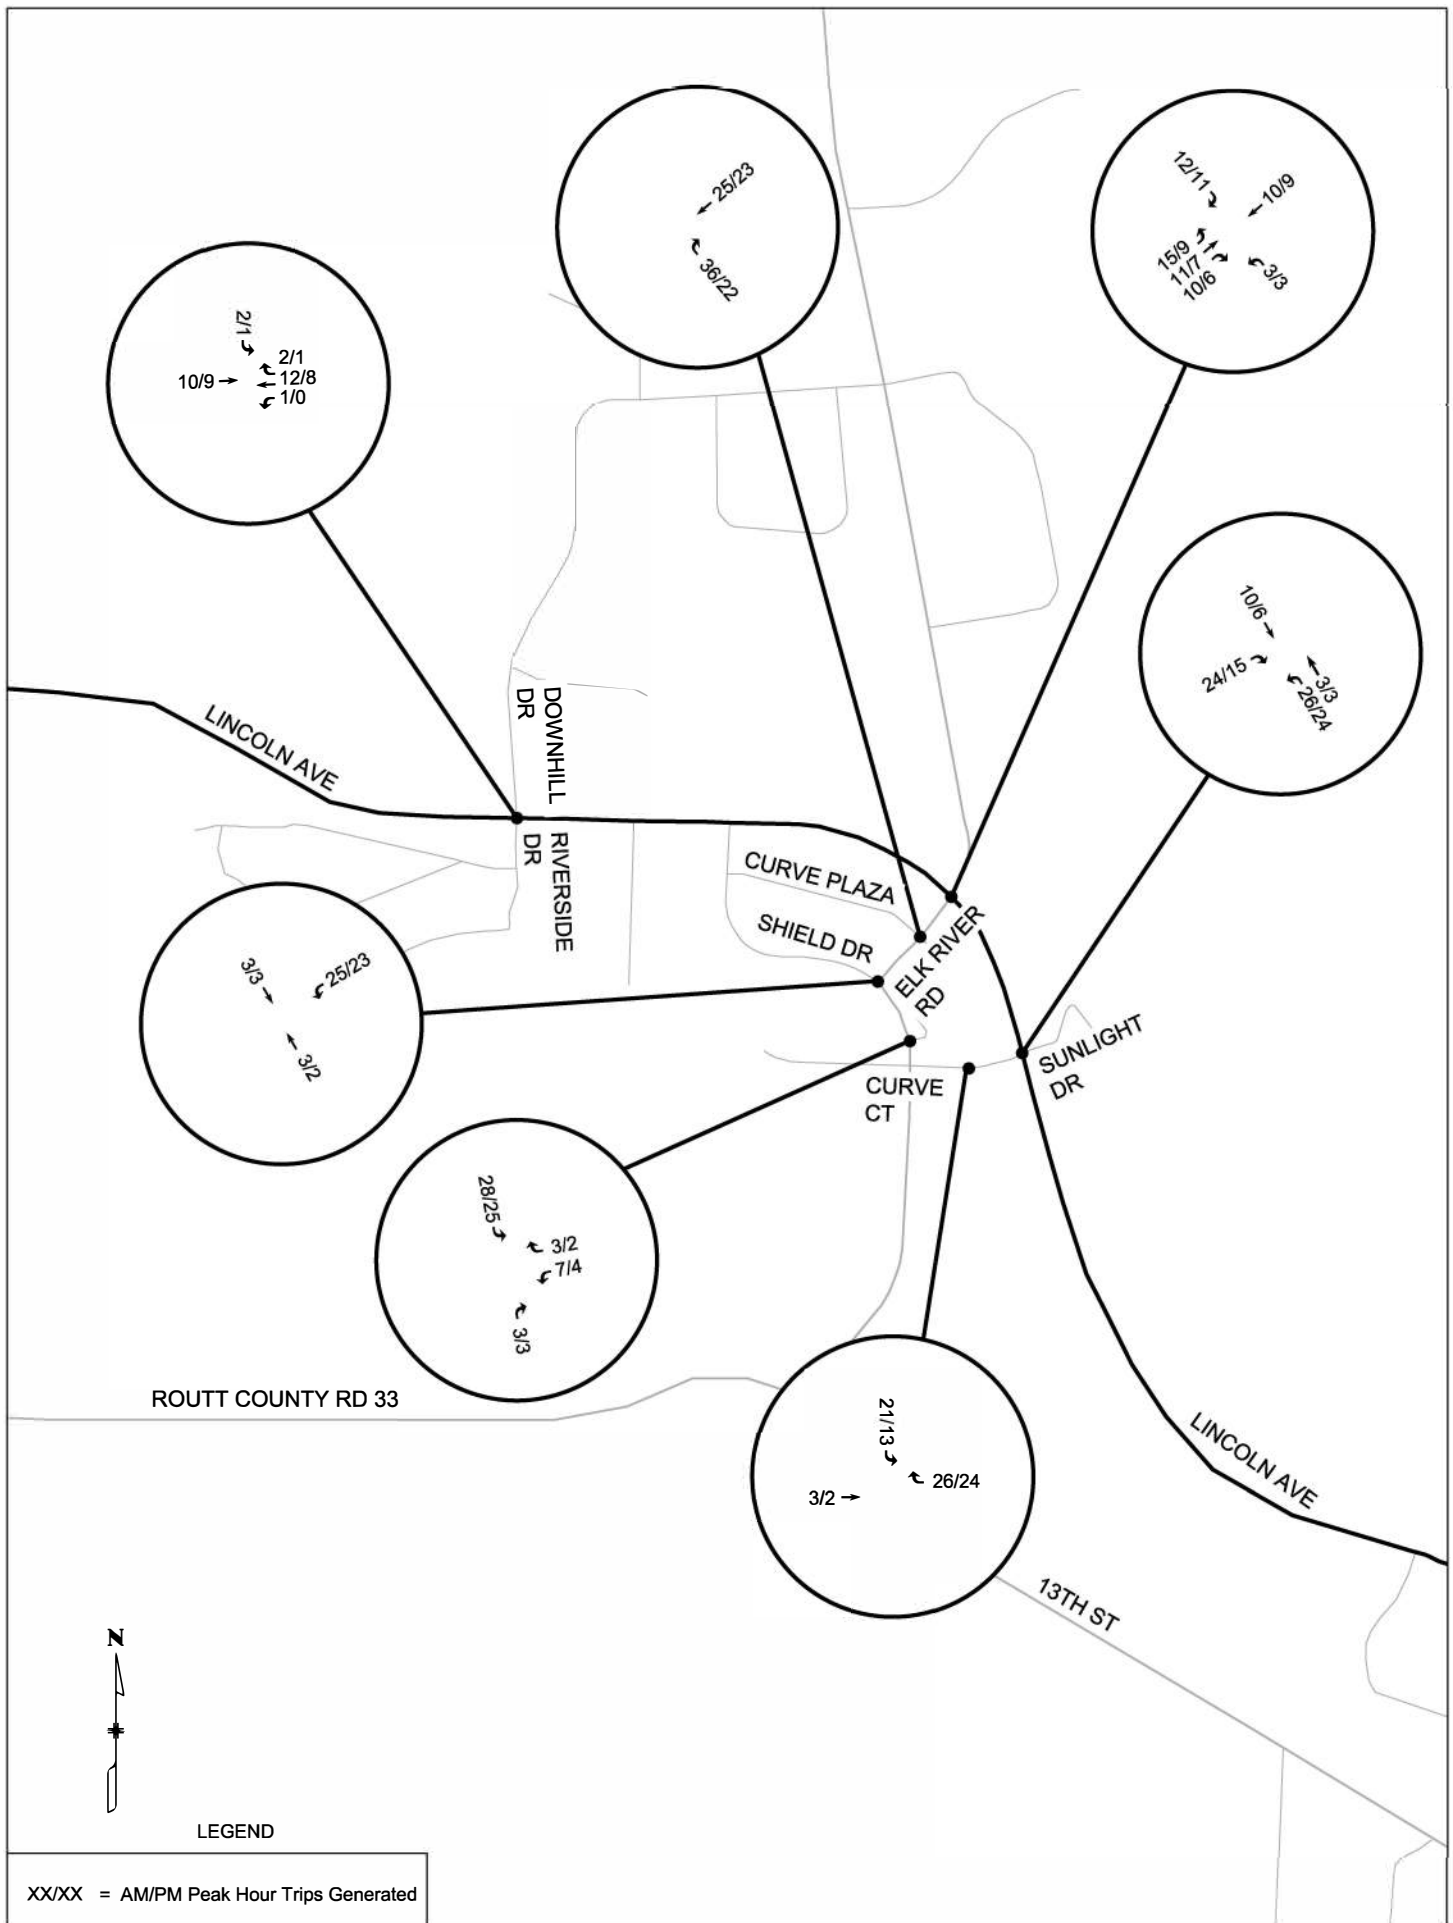 25/23
36/22
12/11
10/9
15/9
11/7
10/6
3/3
2/1
10/9
2/1
12/8
1/0
10/6
24/15
3/3
26/24
LINCOLN AVE
DOWNHILL
DR
RIVERSIDE
DR
CURVE PLAZA
SHIELD DR
ELK RIVER
RD
SUNLIGHT
DR
CURVE
CT
3/3
25/23
3/2
28/25
3/2
7/4
3/3
ROUTT COUNTY RD 33
21/13
26/24
3/2
LINCOLN AVE
13TH ST
N
LEGEND
XX/XX = AM/PM Peak Hour Trips Generated